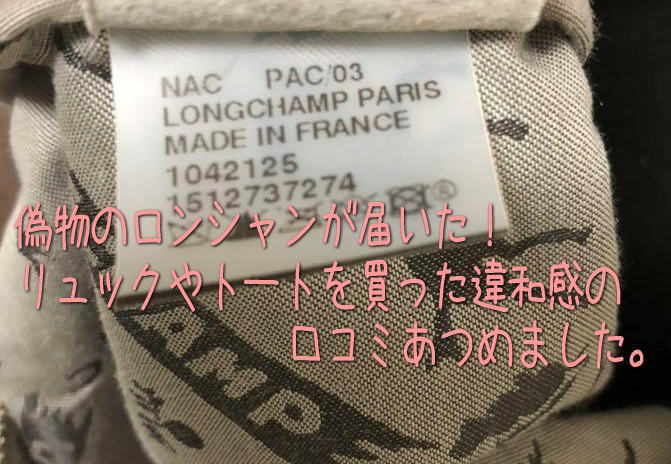 NAC PAC/03
LONGCHAMP PARIS
MADE IN FRANCE
1042125
1512737274
偽物のロンシャンが届いた！
リュックやトートを買った違和感の
口コミあつめました。
AMP